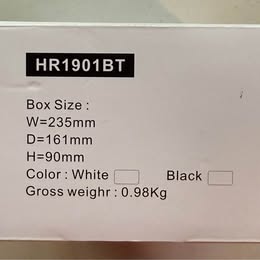 HR1901BT
Box Size :
W=235mm
D=161mm
H=90mm
Color : White Black
Gross weighr : 0.98Kg